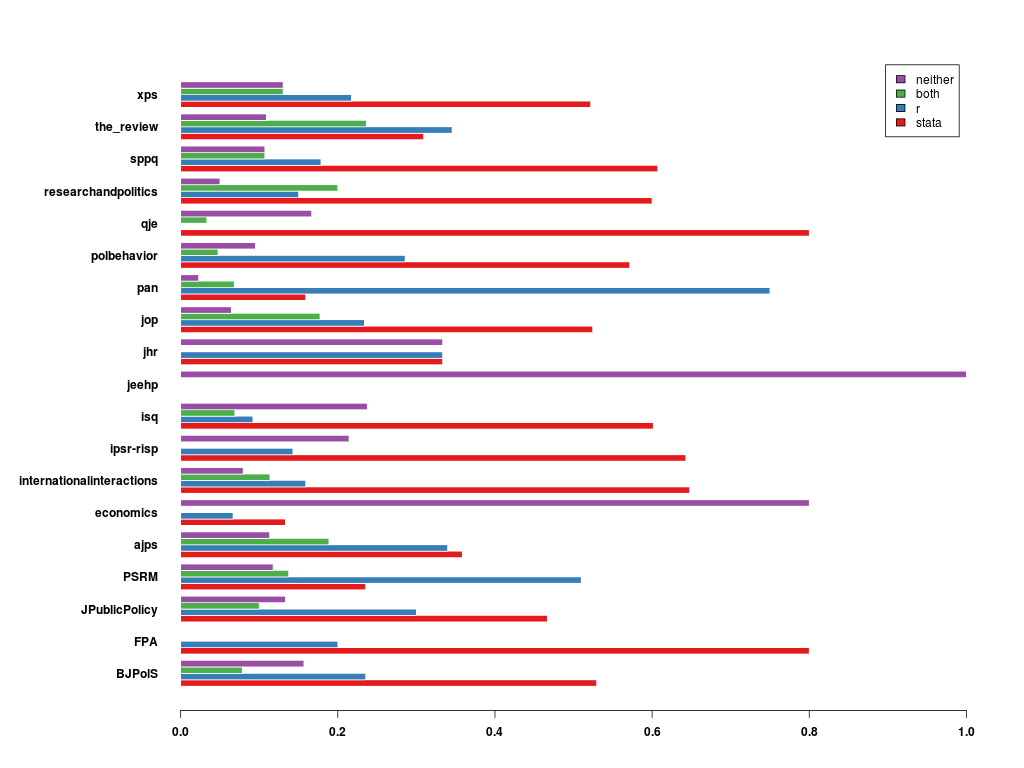 neither
both
r
stata
xps
the_review
sppq
researchandpolitics
qje
polbehavior
pan
jop
jhr
jeehp
isq
ipsr-risp
internationalinteractions
economics
ajps
PSRM
JPublicPolicy
FPA
BJPolS
0.0 0.2 0.4 0.6 0.8 1.0